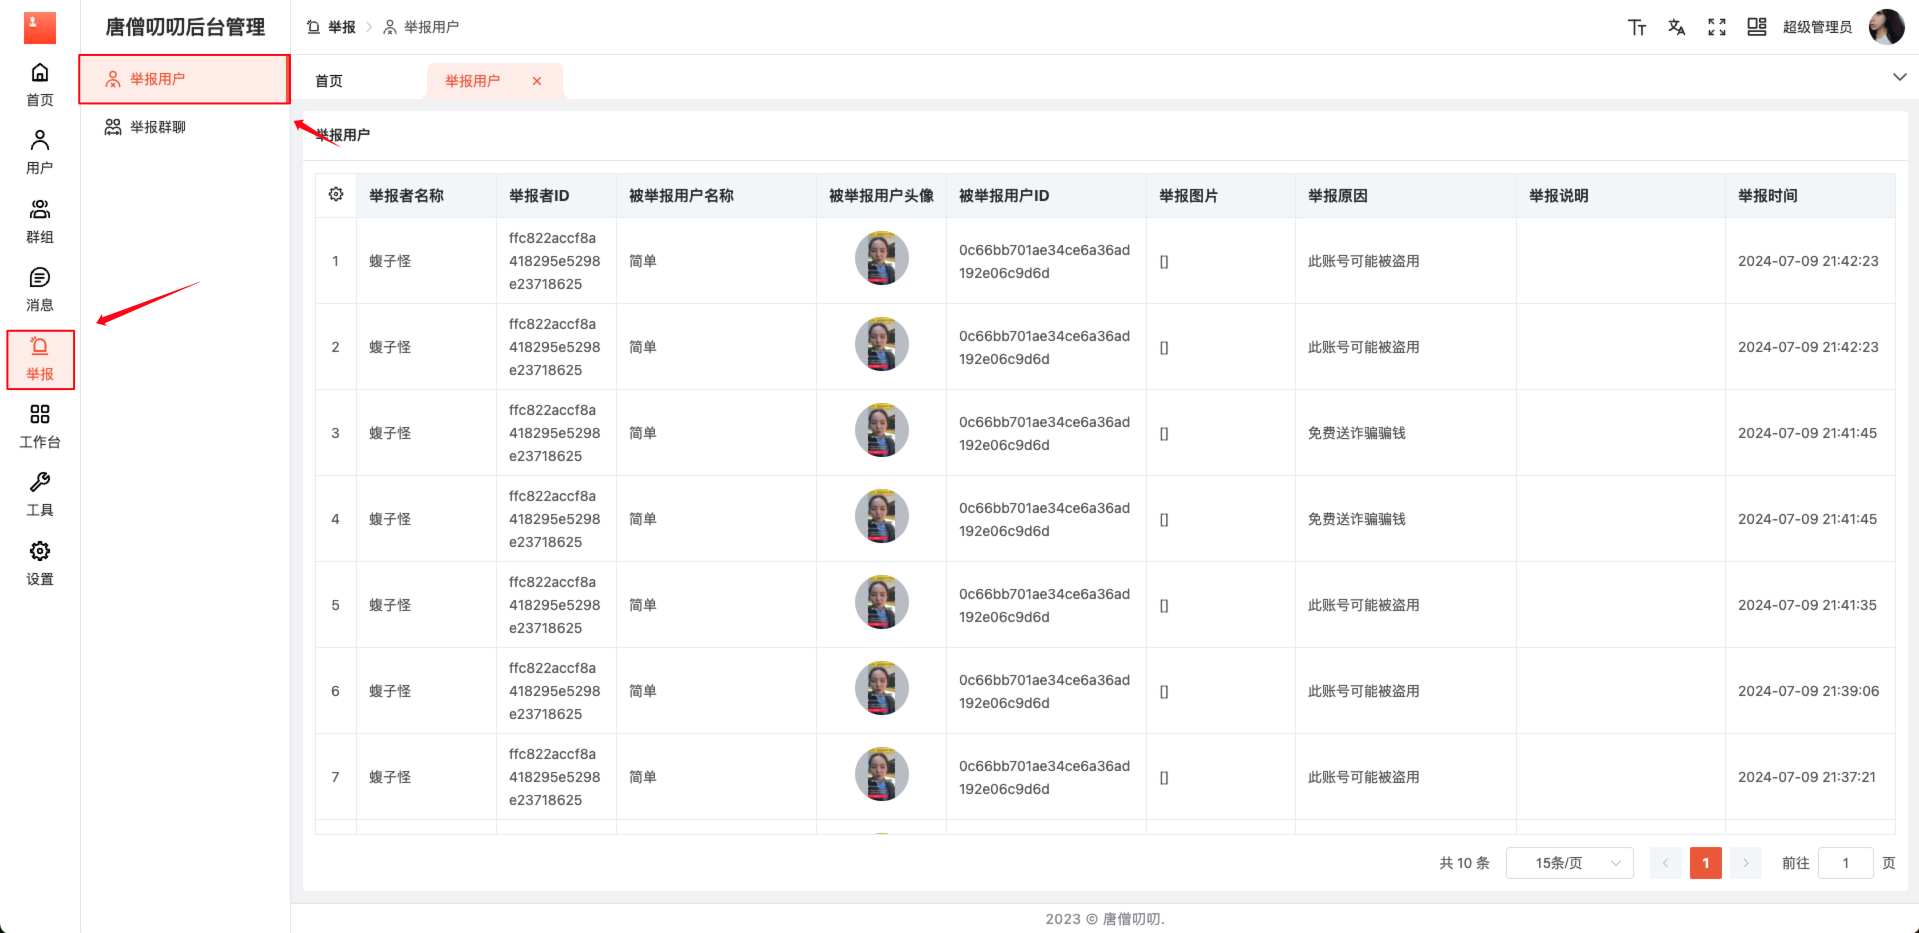 唐僧叨叨后台管理
举报 > 举报用户
超级管理员
首页
用户
群组
消息
举报
工作台
工具
设置
举报用户
举报群聊
首页
举报用户 ×
举报用户
举报者名称 举报者ID 被举报用户名称 被举报用户头像 被举报用户ID 举报图片 举报原因 举报说明 举报时间
1 蝮子怪 ffc822accf8a418295e5298e23718625 简单 0c66bb701ae34ce6a36ad192e06c9d6d [] 此账号可能被盗用 2024-07-09 21:42:23
2 蝮子怪 ffc822accf8a418295e5298e23718625 简单 0c66bb701ae34ce6a36ad192e06c9d6d [] 此账号可能被盗用 2024-07-09 21:42:23
3 蝮子怪 ffc822accf8a418295e5298e23718625 简单 0c66bb701ae34ce6a36ad192e06c9d6d [] 免费送诈骗骗钱 2024-07-09 21:41:45
4 蝮子怪 ffc822accf8a418295e5298e23718625 简单 0c66bb701ae34ce6a36ad192e06c9d6d [] 免费送诈骗骗钱 2024-07-09 21:41:45
5 蝮子怪 ffc822accf8a418295e5298e23718625 简单 0c66bb701ae34ce6a36ad192e06c9d6d [] 此账号可能被盗用 2024-07-09 21:41:35
6 蝮子怪 ffc822accf8a418295e5298e23718625 简单 0c66bb701ae34ce6a36ad192e06c9d6d [] 此账号可能被盗用 2024-07-09 21:39:06
7 蝮子怪 ffc822accf8a418295e5298e23718625 简单 0c66bb701ae34ce6a36ad192e06c9d6d [] 此账号可能被盗用 2024-07-09 21:37:21
共 10 条 15条/页 < 1 > 前往 1 页
2023 © 唐僧叨叨.